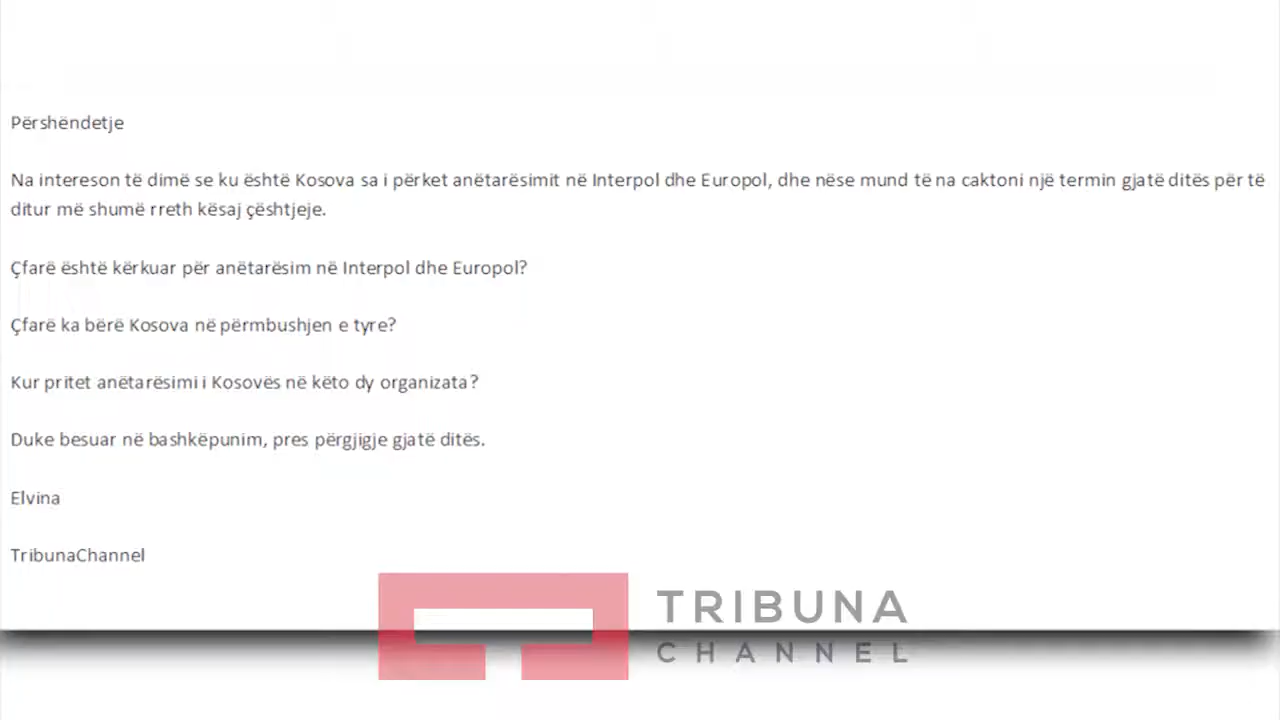 Përshëndetje
Na intereson të dimë se ku është Kosova sa i përket anëtarësimit në Interpol dhe Europol, dhe nëse mund të na caktoni një termin gjatë ditës për të
ditur më shumë rreth kësaj çështjeje.
Çfarë është kërkuar për anëtarësim në Interpol dhe Europol?
Çfarë ka bërë Kosova në përmbushjen e tyre?
Kur pritet anëtarësimi i Kosovës në këto dy organizata?
Duke besuar në bashkëpunim, pres përgjigje gjatë ditës.
Elvina
TribunaChannel
TRIBUNA
CHANNEL